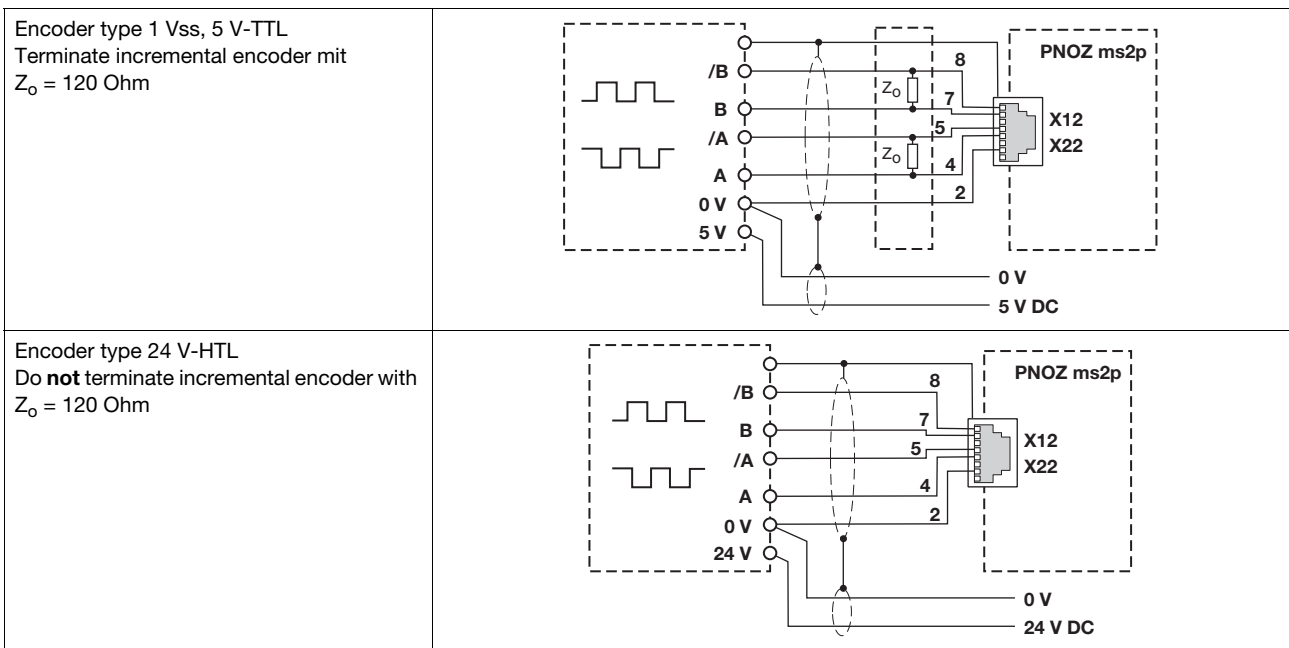 Encoder type 1 Vss, 5 V-TTL
Terminate incremental encoder mit
Zo = 120 Ohm
/B
B
/A
A
0 V
5 V
Zo
Zo
8
7
5
4
2
PNOZ ms2p
X12
X22
0 V
5 V DC
Encoder type 24 V-HTL
Do not terminate incremental encoder with
Zo = 120 Ohm
/B
B
/A
A
0 V
24 V
8
7
5
4
2
PNOZ ms2p
X12
X22
0 V
24 V DC